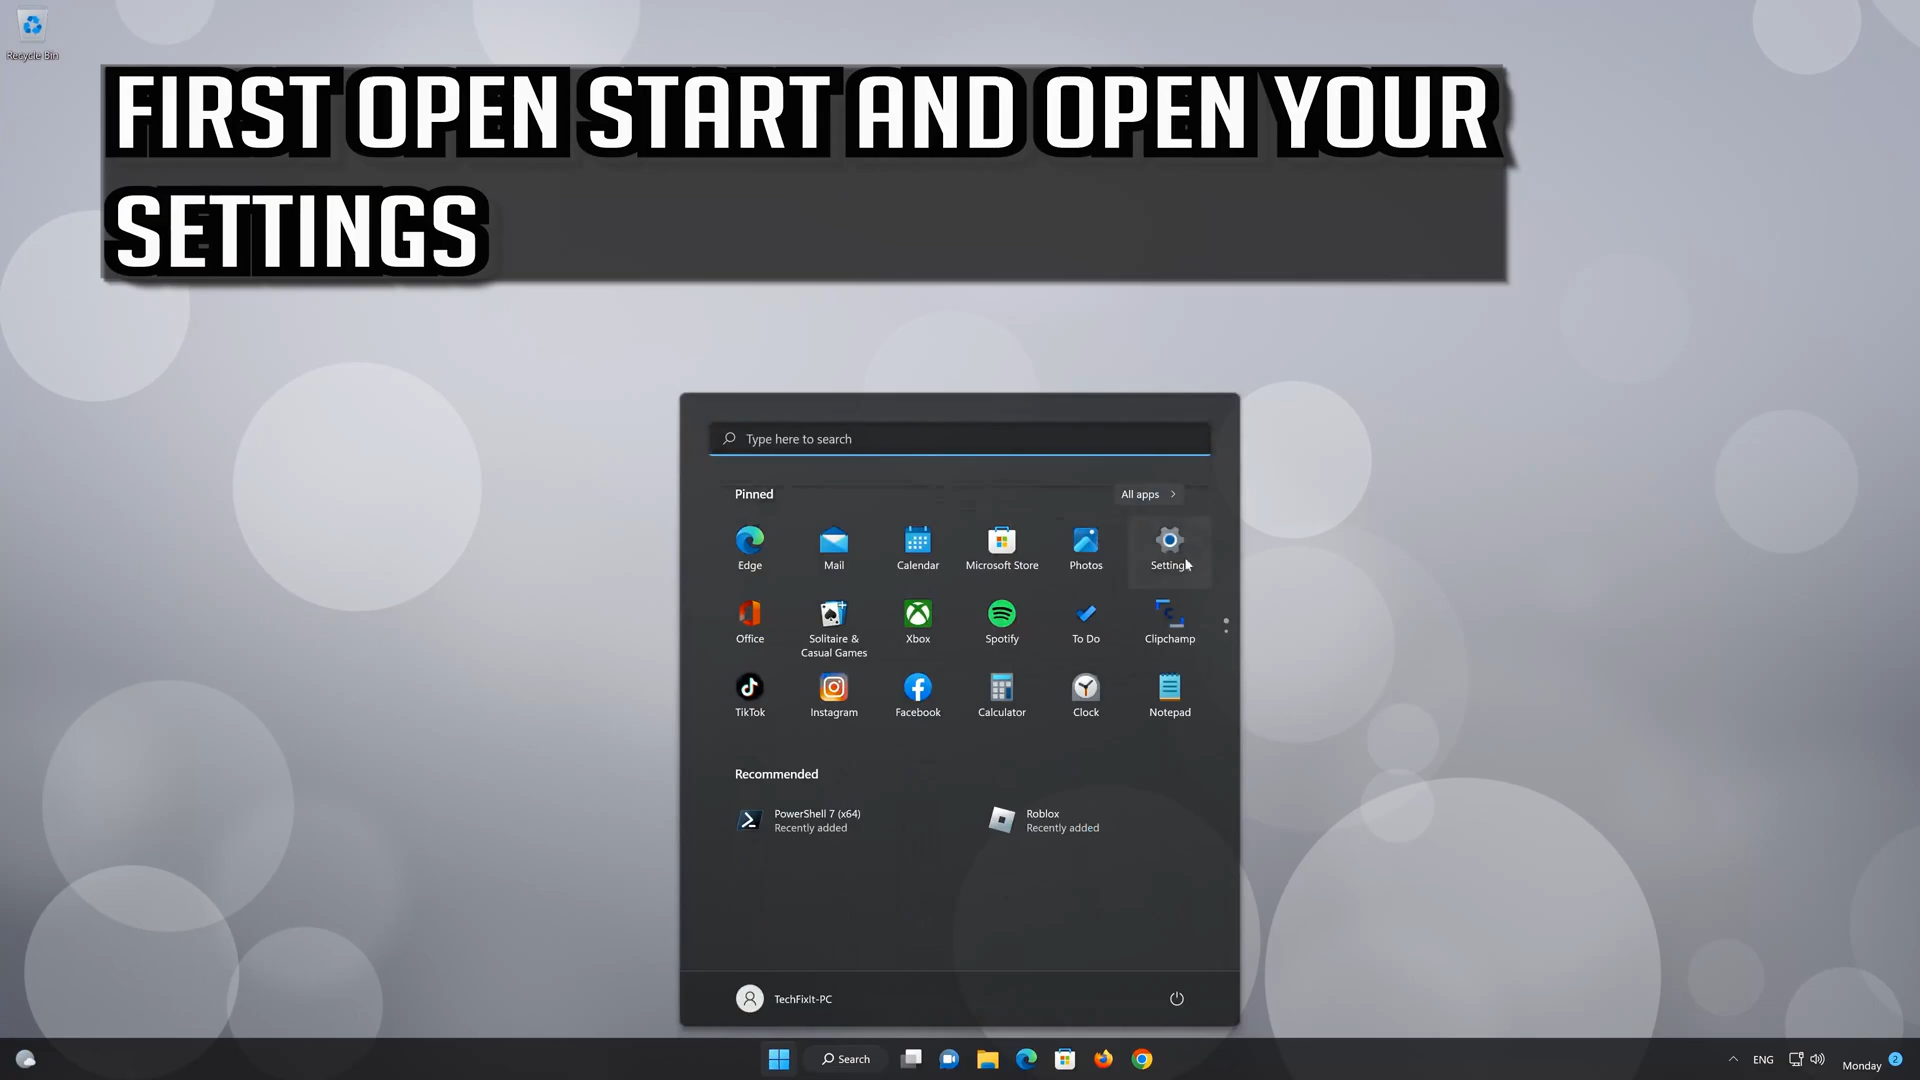 Recycle Bin
FIRST OPEN START AND OPEN YOUR
SETTINGS
Type here to search
Pinned
All apps
Edge
Mail
Calendar
Microsoft Store
Photos
Settings
Office
Solitaire &
Casual Games
Xbox
Spotify
To Do
Clipchamp
TikTok
Instagram
Facebook
Calculator
Clock
Notepad
Recommended
PowerShell 7 (x64)
Recently added
Roblox
Recently added
TechFixIt-PC
Search
ENG
Monday
2